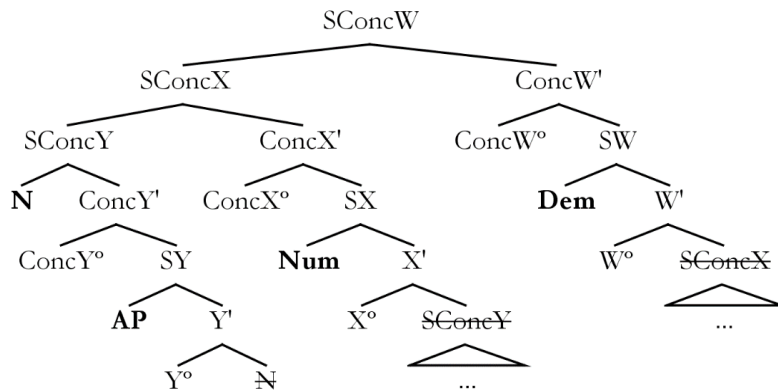 SConcW
SConcX ConcW'
SConcY ConcX' ConcWº SW
N ConcY' ConcXº SX Dem W'
ConcYº SY Num X' Wº SConcX
AP Y' Xº SConcY ...
Yº N ...